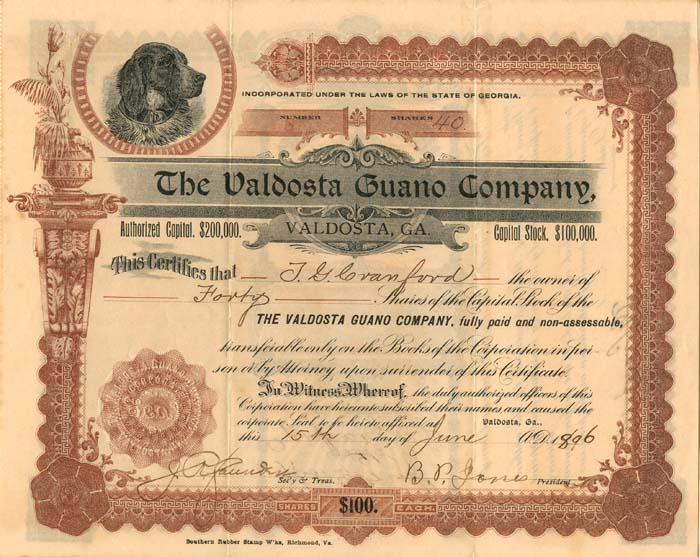 INCORPORATED UNDER THE LAWS OF THE STATE OF GEORGIA.
NUMBER SHARES 40.
The Valdosta Guano Company,
VALDOSTA, GA.
Authorized Capital, $200,000. Capital Stock, $100,000.
This Certifies that J. G. Cranford the owner of
Forty Shares of the Capital Stock of the
THE VALDOSTA GUANO COMPANY, fully paid and non-assessable,
transferable only on the Books of the Corporation in per-
son or by Attorney upon surrender of this Certificate.
In Witness Whereof, the duly authorized officers of this
Corporation have hereunto subscribed their names and caused the
corporate Seal to be hereto affixed at Valdosta, Ga.,
this 15th day of June A.D. 1896
Sec'y & Treas. B. P. Jones President
SHARES $100. EACH.
Southern Rubber Stamp W'ks, Richmond, Va.